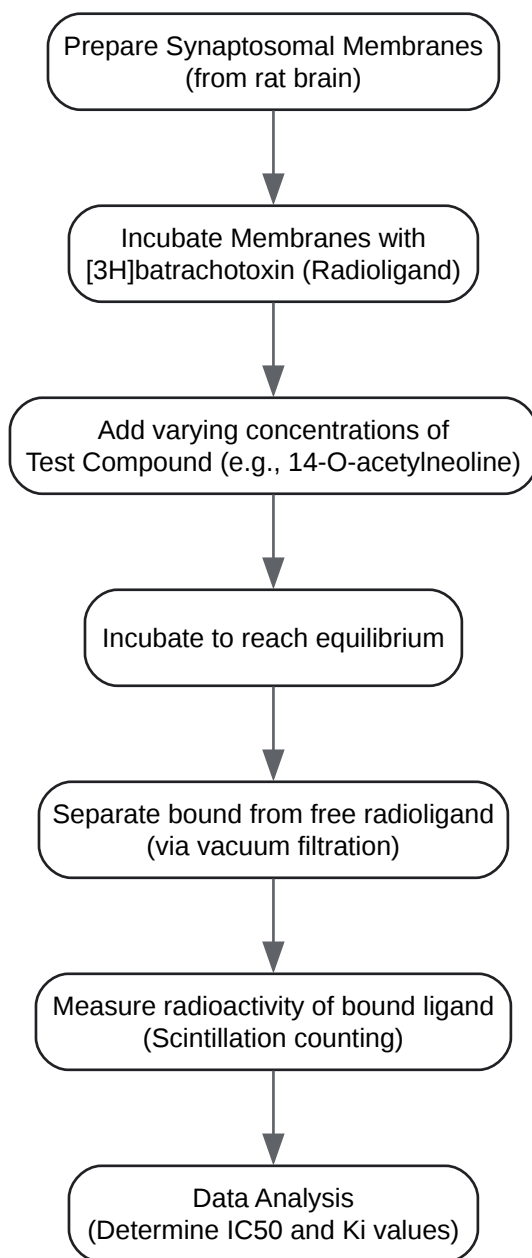 Prepare Synaptosomal Membranes
(from rat brain)
Incubate Membranes with
[3H]batrachotoxin (Radioligand)
Add varying concentrations of
Test Compound (e.g., 14-O-acetylneoline)
Incubate to reach equilibrium
Separate bound from free radioligand
(via vacuum filtration)
Measure radioactivity of bound ligand
(Scintillation counting)
Data Analysis
(Determine IC50 and Ki values)